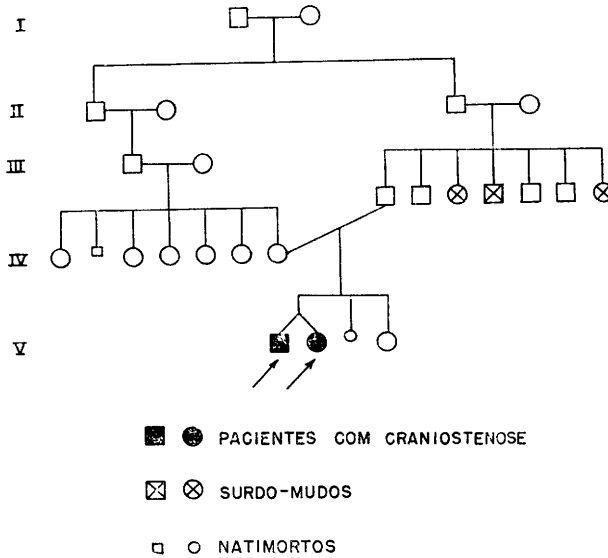 I
II
III
IV
V
PACIENTES COM CRANIOSTENOSE
SURDO-MUDOS
NATIMORTOS